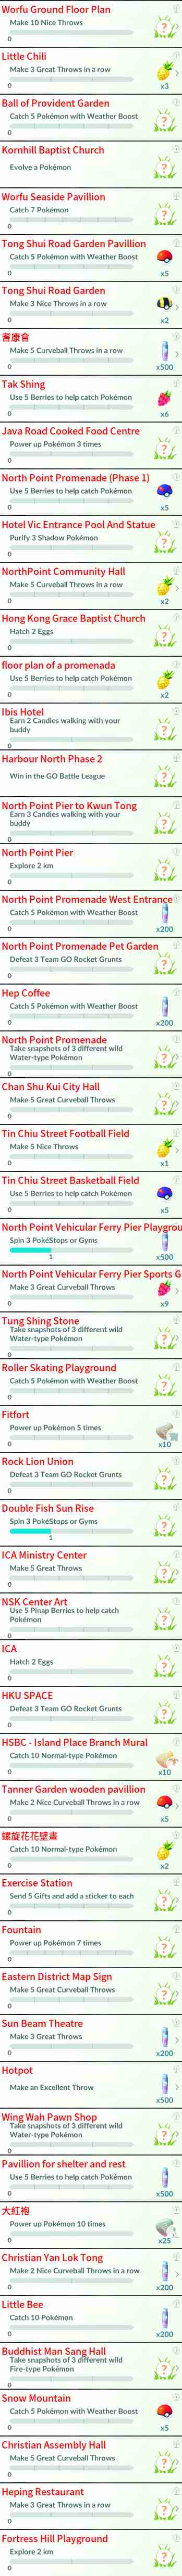 Worfu Ground Floor Plan
Make 10 Nice Throws
0
Little Chili
Make 3 Great Throws in a row
0
x3
Ball of Provident Garden
Catch 5 Pokémon with Weather Boost
0
Kornhill Baptist Church
Evolve a Pokémon
Worfu Seaside Pavillion
Catch 7 Pokémon
0
Tong Shui Road Garden Pavillion
Catch 5 Pokémon with Weather Boost
0
x5
Tong Shui Road Garden
Make 3 Nice Throws in a row
0
x2
耆康會
Make 5 Curveball Throws in a row
0
x500
Tak Shing
Use 5 Berries to help catch Pokémon
0
x6
Java Road Cooked Food Centre
Power up Pokémon 3 times
0
North Point Promenade (Phase 1)
Use 5 Berries to help catch Pokémon
0
x5
Hotel Vic Entrance Pool And Statue
Purify 3 Shadow Pokémon
0
NorthPoint Community Hall
Make 5 Curveball Throws in a row
0
x2
Hong Kong Grace Baptist Church
Hatch 2 Eggs
0
floor plan of a promenada
Use 5 Berries to help catch Pokémon
0
x2
Ibis Hotel
Earn 2 Candies walking with your
buddy
0
Harbour North Phase 2
Win in the GO Battle League
North Point Pier to Kwun Tong
Earn 3 Candies walking with your
buddy
0
North Point Pier
Explore 2 km
0
North Point Promenade West Entrance
Catch 5 Pokémon with Weather Boost
0
x200
North Point Promenade Pet Garden
Defeat 3 Team GO Rocket Grunts
0
Hep Coffee
Catch 5 Pokémon with Weather Boost
0
x200
North Point Promenade
Take snapshots of 3 different wild
Water-type Pokémon
0
Chan Shu Kui City Hall
Make 5 Great Curveball Throws
0
Tin Chiu Street Football Field
Make 5 Nice Throws
0
x1
Tin Chiu Street Basketball Field
Use 5 Berries to help catch Pokémon
0
x5
North Point Vehicular Ferry Pier Playgrou
Spin 3 PokéStops or Gyms
1
x500
North Point Vehicular Ferry Pier Sports G
Make 3 Great Curveball Throws
0
x9
Tung Shing Stone
Take snapshots of 3 different wild
Water-type Pokémon
0
Roller Skating Playground
Catch 5 Pokémon with Weather Boost
0
Fitfort
Power up Pokémon 5 times
0
x10
Rock Lion Union
Defeat 3 Team GO Rocket Grunts
0
Double Fish Sun Rise
Spin 3 PokéStops or Gyms
1
ICA Ministry Center
Make 5 Great Throws
0
NSK Center Art
Use 5 Pinap Berries to help catch
Pokémon
0
ICA
Hatch 2 Eggs
0
HKU SPACE
Defeat 3 Team GO Rocket Grunts
0
HSBC - Island Place Branch Mural
Catch 10 Normal-type Pokémon
0
x10
Tanner Garden wooden pavillion
Make 2 Nice Curveball Throws in a row
0
x5
螺旋花花壁畫
Catch 10 Normal-type Pokémon
0
x2
Exercise Station
Send 5 Gifts and add a sticker to each
0
Fountain
Power up Pokémon 7 times
0
Eastern District Map Sign
Make 5 Great Curveball Throws
0
Sun Beam Theatre
Make 3 Great Throws
0
x200
Hotpot
Make an Excellent Throw
x500
Wing Wah Pawn Shop
Take snapshots of 3 different wild
Water-type Pokémon
0
Pavillion for shelter and rest
Use 5 Berries to help catch Pokémon
0
x500
大紅袍
Power up Pokémon 10 times
0
x25
Christian Yan Lok Tong
Make 2 Nice Curveball Throws in a row
0
x200
Little Bee
Catch 10 Pokémon
0
x200
Buddhist Man Sang Hall
Take snapshots of 3 different wild
Fire-type Pokémon
0
Snow Mountain
Catch 5 Pokémon with Weather Boost
0
x5
Christian Assembly Hall
Make 5 Great Curveball Throws
0
Heping Restaurant
Make 3 Great Throws in a row
0
Fortress Hill Playground
Explore 2 km
0